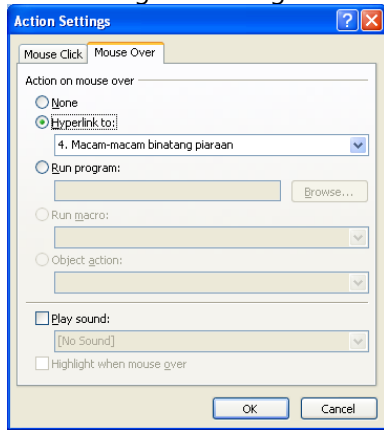 Action Settings
Mouse Click
Mouse Over
Action on mouse over
None
Hyperlink to:
4. Macam-macam binatang piaraan
Run program:
Browse...
Run macro:
Object action:
Play sound:
[No Sound]
Highlight when mouse over
OK
Cancel